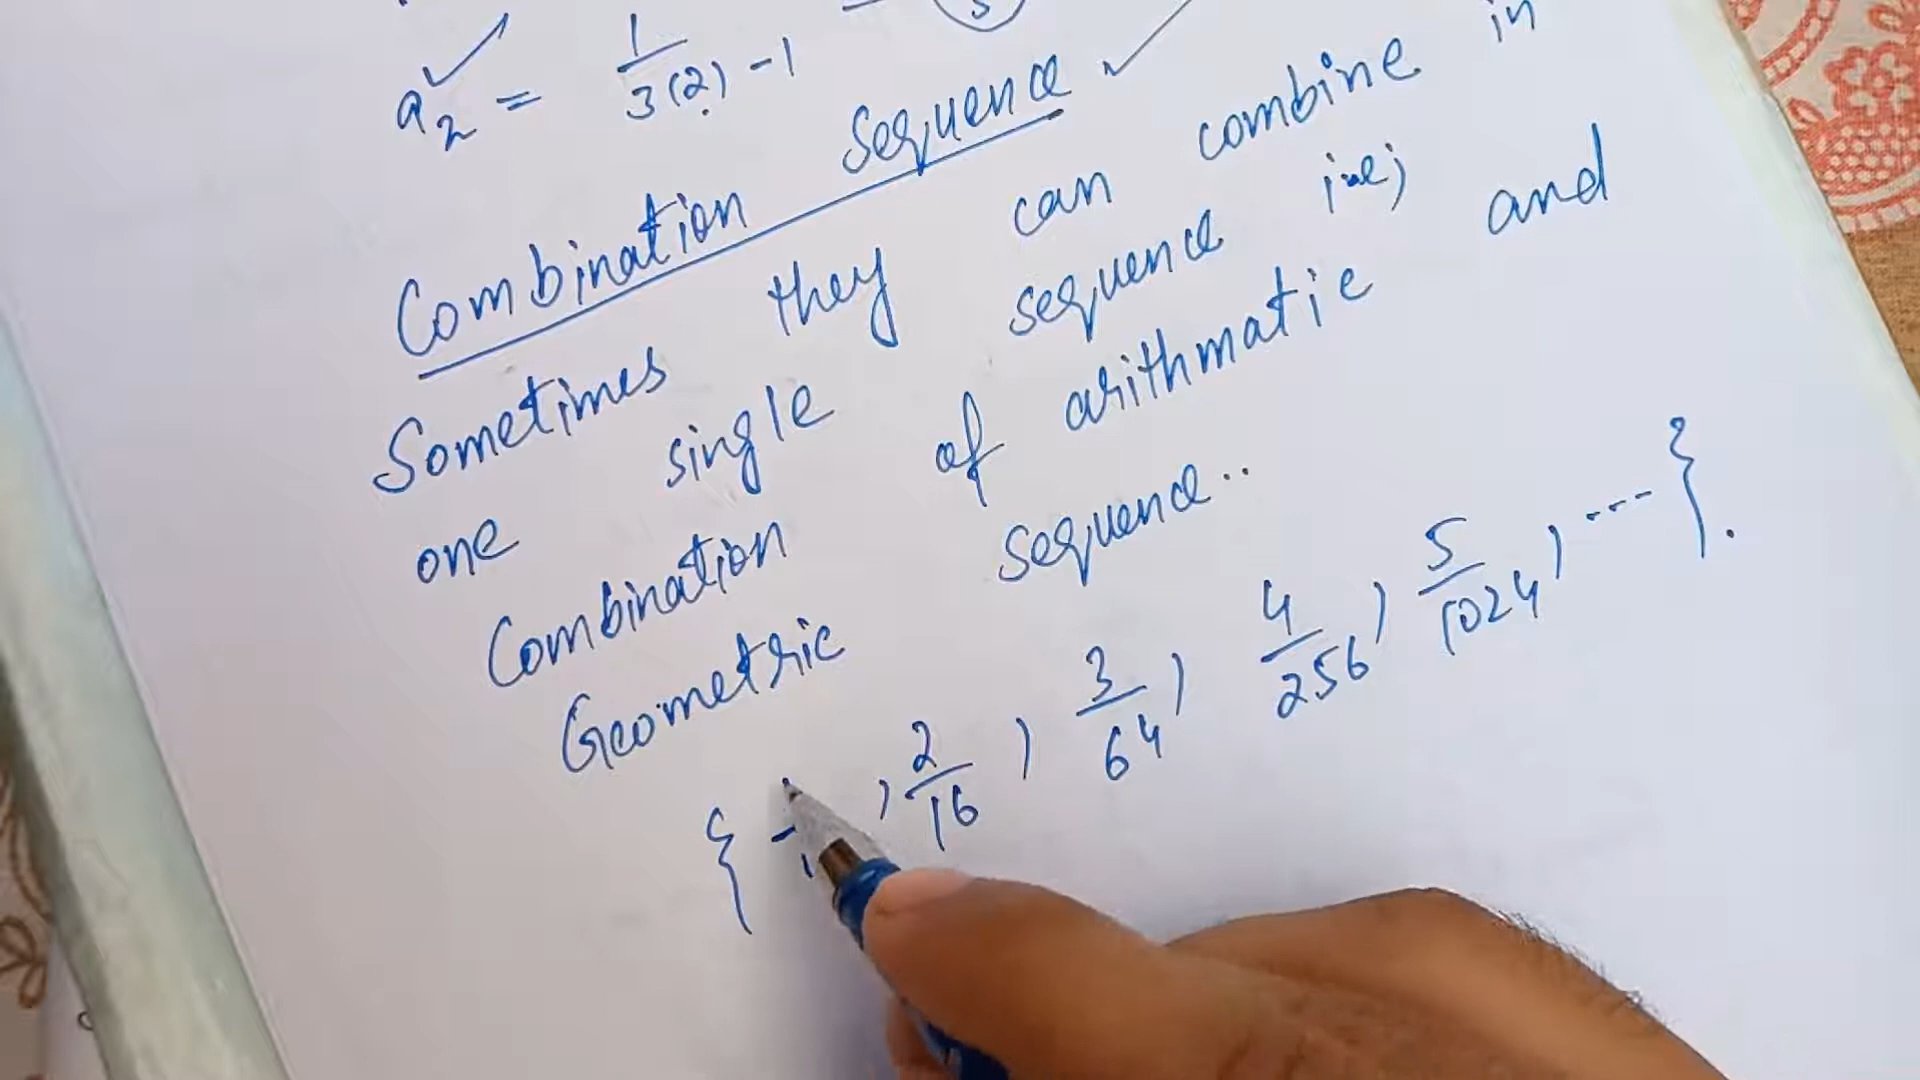 a2 = 1/3(2)-1
Combination Sequence
Sometimes they can combine in
one single sequence i.e;
Combination of arithmatic and
Geometric Sequence..
{ , 2/16, 3/64, 4/256, 5/1024, --- }.